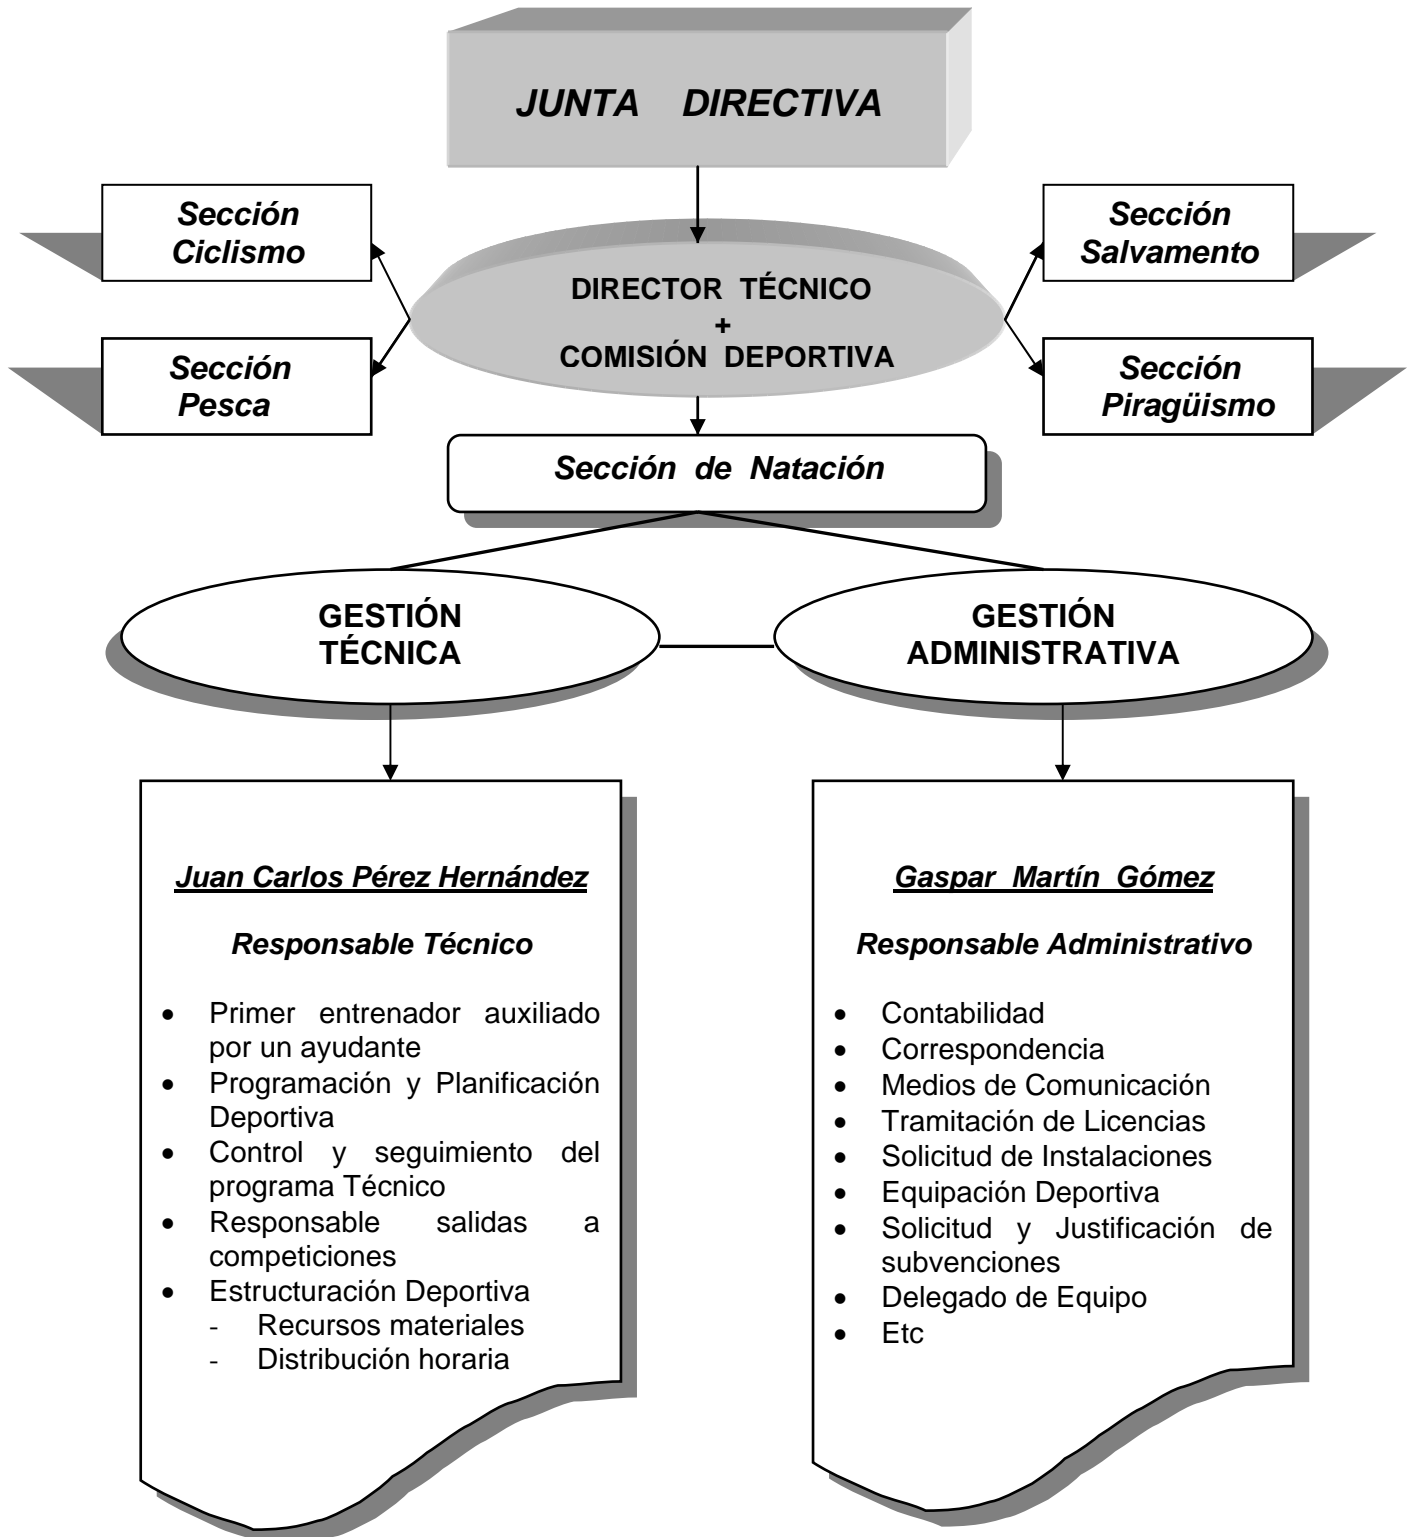 JUNTA DIRECTIVA
Sección
Ciclismo
Sección
Salvamento
DIRECTOR TÉCNICO
+
COMISIÓN DEPORTIVA
Sección
Pesca
Sección
Piragüismo
Sección de Natación
GESTIÓN
TÉCNICA
GESTIÓN
ADMINISTRATIVA
Juan Carlos Pérez Hernández
Responsable Técnico
• Primer entrenador auxiliado
por un ayudante
• Programación y Planificación
Deportiva
• Control y seguimiento del
programa Técnico
• Responsable salidas a
competiciones
• Estructuración Deportiva
- Recursos materiales
- Distribución horaria
Gaspar Martín Gómez
Responsable Administrativo
• Contabilidad
• Correspondencia
• Medios de Comunicación
• Tramitación de Licencias
• Solicitud de Instalaciones
• Equipación Deportiva
• Solicitud y Justificación de
subvenciones
• Delegado de Equipo
• Etc